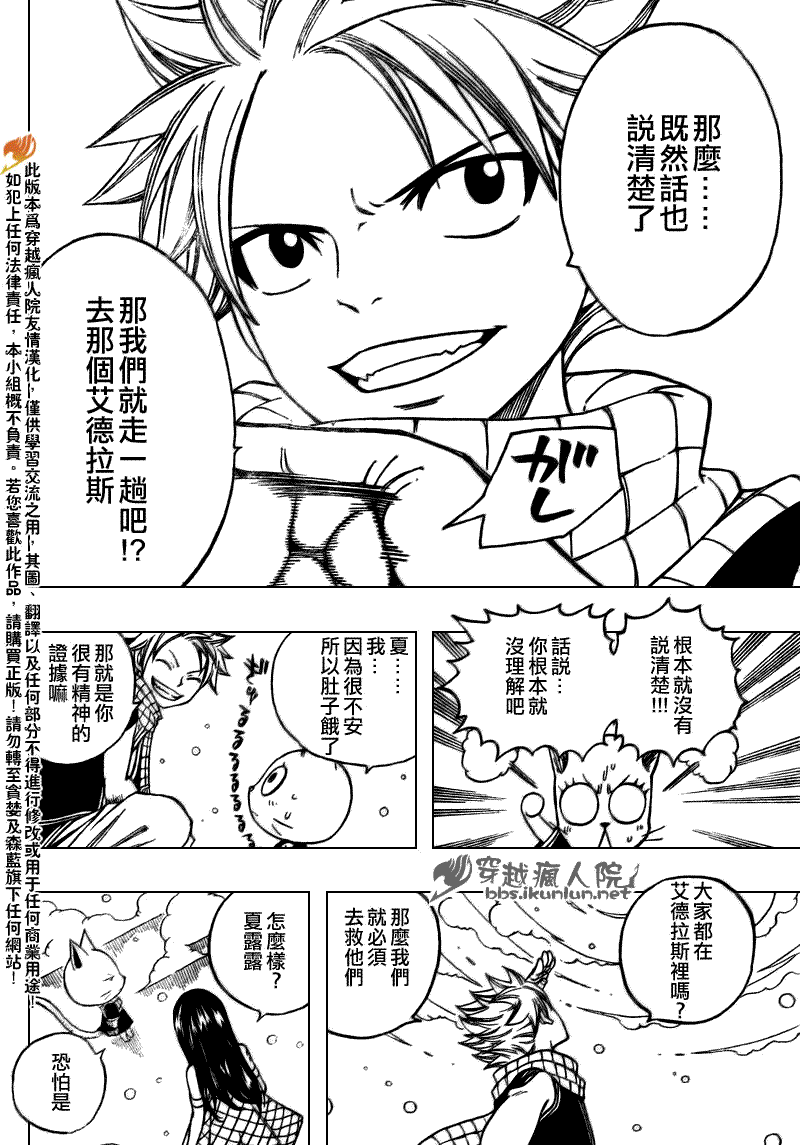 那麼……
既然話也
說清楚了
那我們就走一趟吧!?
去那個艾德拉斯
ガシ
根本就沒有
說清楚!!!
話說…
你根本就
沒理解吧
夏……
我…
因為很不安
所以肚子餓了
ぐぎゅ
るるるるるる
那就是你
很有精神的
證據嘛
大家都在
艾德拉斯裡嗎？
那麼我們
就必須
去救他們
怎麼樣？
夏露露
恐怕是
穿越瘋人院
bbs.ikunlun.net
此版本爲穿越瘋人院友情漢化—僅供學習交流之用—其圖、翻譯以及任何部分不得進行修改或用于任何商業用途！
如犯上任何法律責任，本小組概不負責。若您喜歡此作品，請購買正版！請勿轉至貪婪及森藍旗下任何網站！